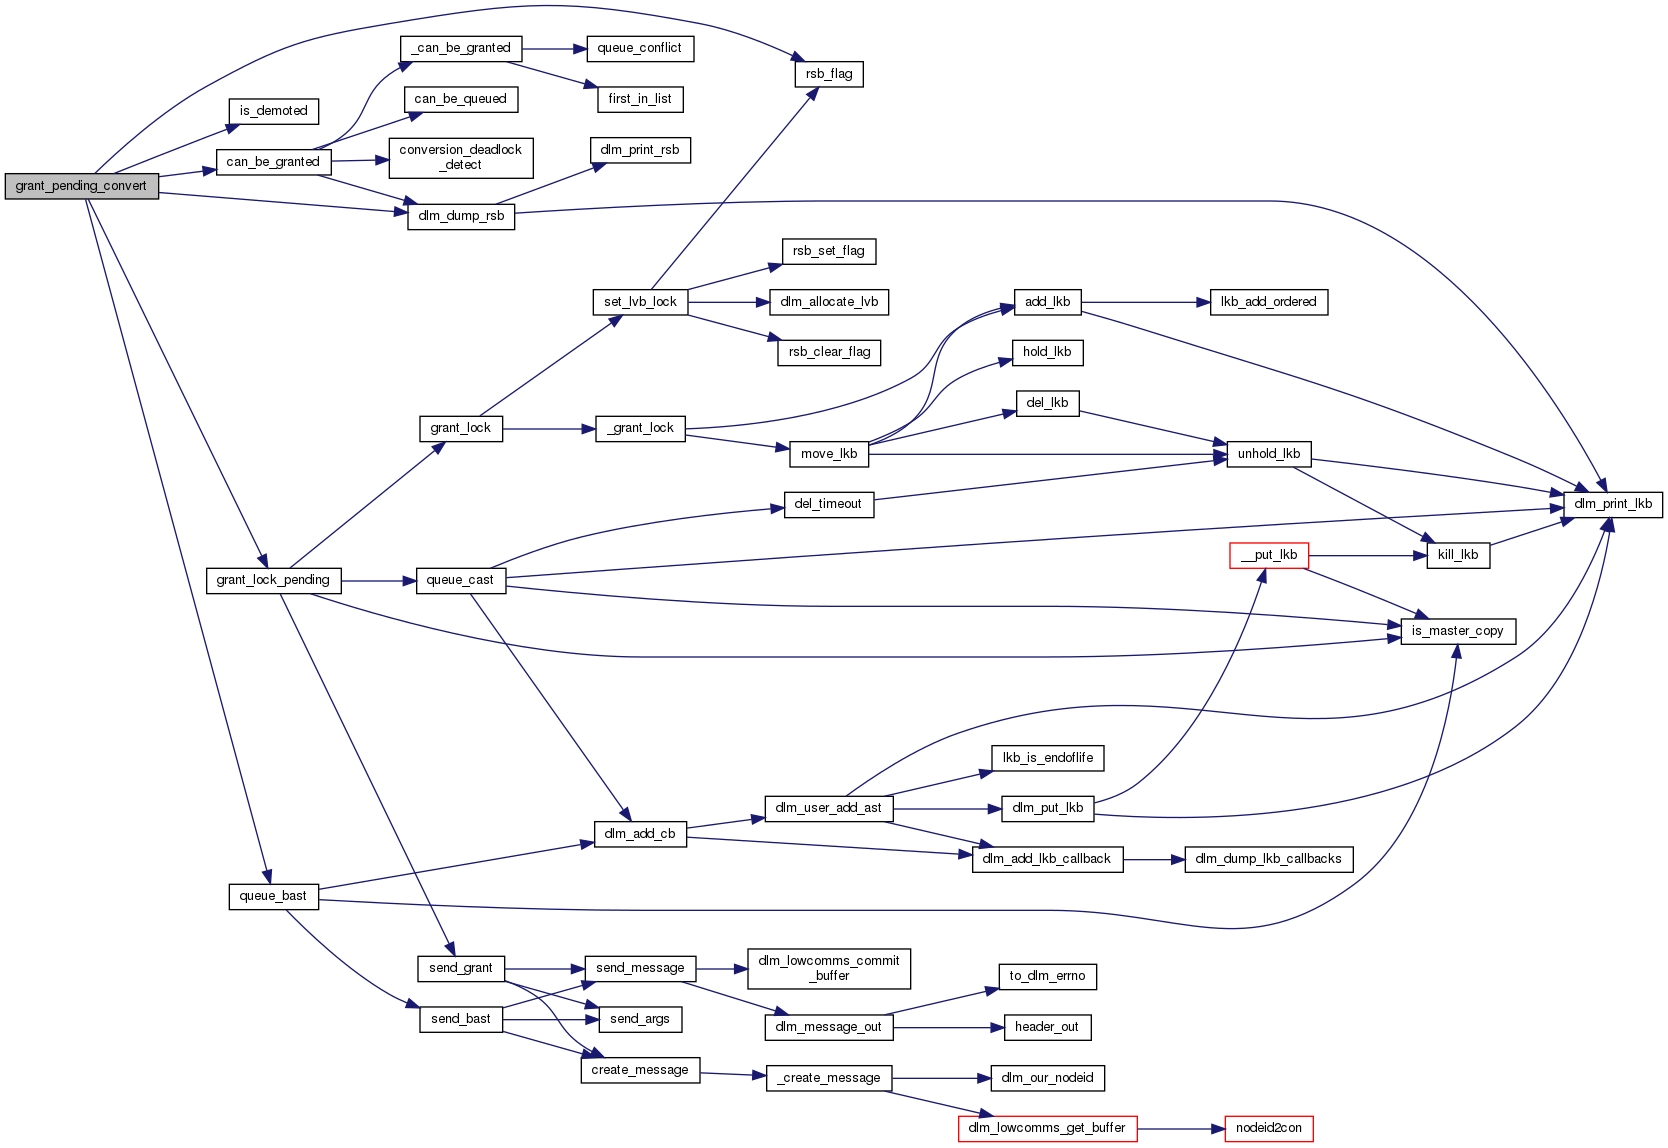 _can_be_granted
queue_conflict
rsb_flag
is_demoted
can_be_queued
first_in_list
can_be_granted
conversion_deadlock
_detect
dlm_print_rsb
grant_pending_convert
dlm_dump_rsb
rsb_set_flag
set_lvb_lock
dlm_allocate_lvb
add_lkb
lkb_add_ordered
rsb_clear_flag
hold_lkb
del_lkb
grant_lock
_grant_lock
move_lkb
unhold_lkb
del_timeout
dlm_print_lkb
__put_lkb
kill_lkb
grant_lock_pending
queue_cast
is_master_copy
lkb_is_endoflife
dlm_user_add_ast
dlm_put_lkb
dlm_add_cb
dlm_add_lkb_callback
dlm_dump_lkb_callbacks
queue_bast
send_grant
send_message
dlm_lowcomms_commit
_buffer
to_dlm_errno
send_bast
send_args
dlm_message_out
header_out
create_message
_create_message
dlm_our_nodeid
dlm_lowcomms_get_buffer
nodeid2con